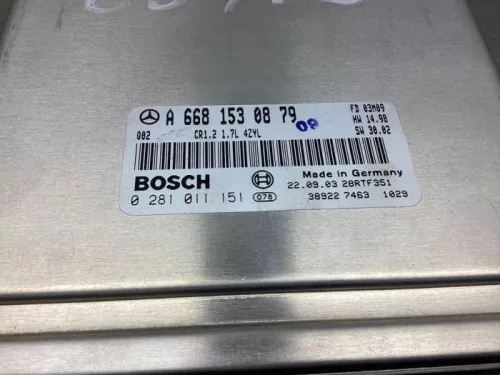 A 668 153 08 79
FD 03M09
Q02
CR1.2 1.7L 4ZYL
HW 14.98
SW 30.02
BOSCH
Made in Germany
0 281 011 151
078
22.09.03 28RTF351
38922 7463 1029